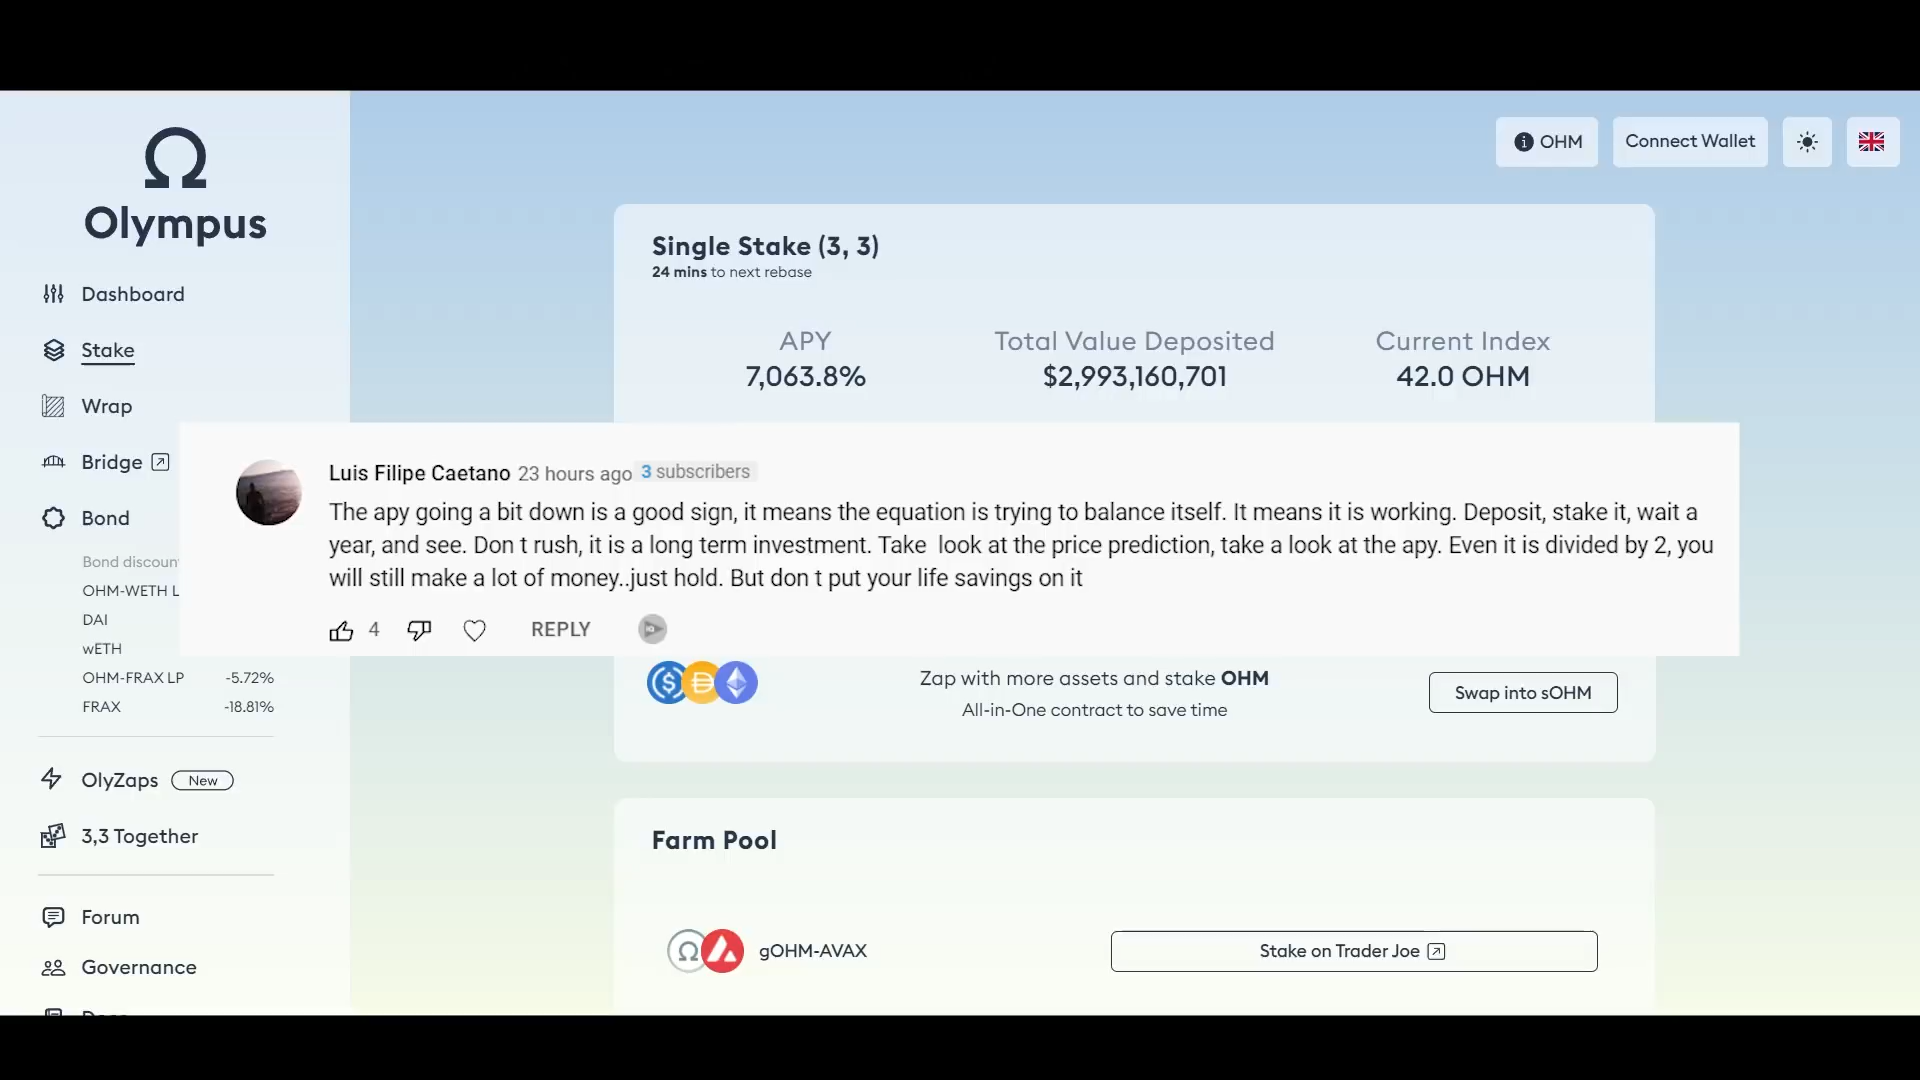 Olympus
Dashboard
Stake
Wrap
Bridge
Bond
OHM-WETH L
DAI
wETH
OHM-FRAX LP -5.72%
FRAX -18.81%
OlyZaps New
3,3 Together
Forum
Governance
OHM
Connect Wallet
Single Stake (3, 3)
24 mins to next rebase
APY
7,063.8%
Total Value Deposited
$2,993,160,701
Current Index
42.0 OHM
Luis Filipe Caetano 23 hours ago 3 subscribers
The apy going a bit down is a good sign, it means the equation is trying to balance itself. It means it is working. Deposit, stake it, wait a
year, and see. Don t rush, it is a long term investment. Take look at the price prediction, take a look at the apy. Even it is divided by 2, you
will still make a lot of money..just hold. But don t put your life savings on it
4 REPLY
Zap with more assets and stake OHM
All-in-One contract to save time
Swap into sOHM
Farm Pool
gOHM-AVAX
Stake on Trader Joe